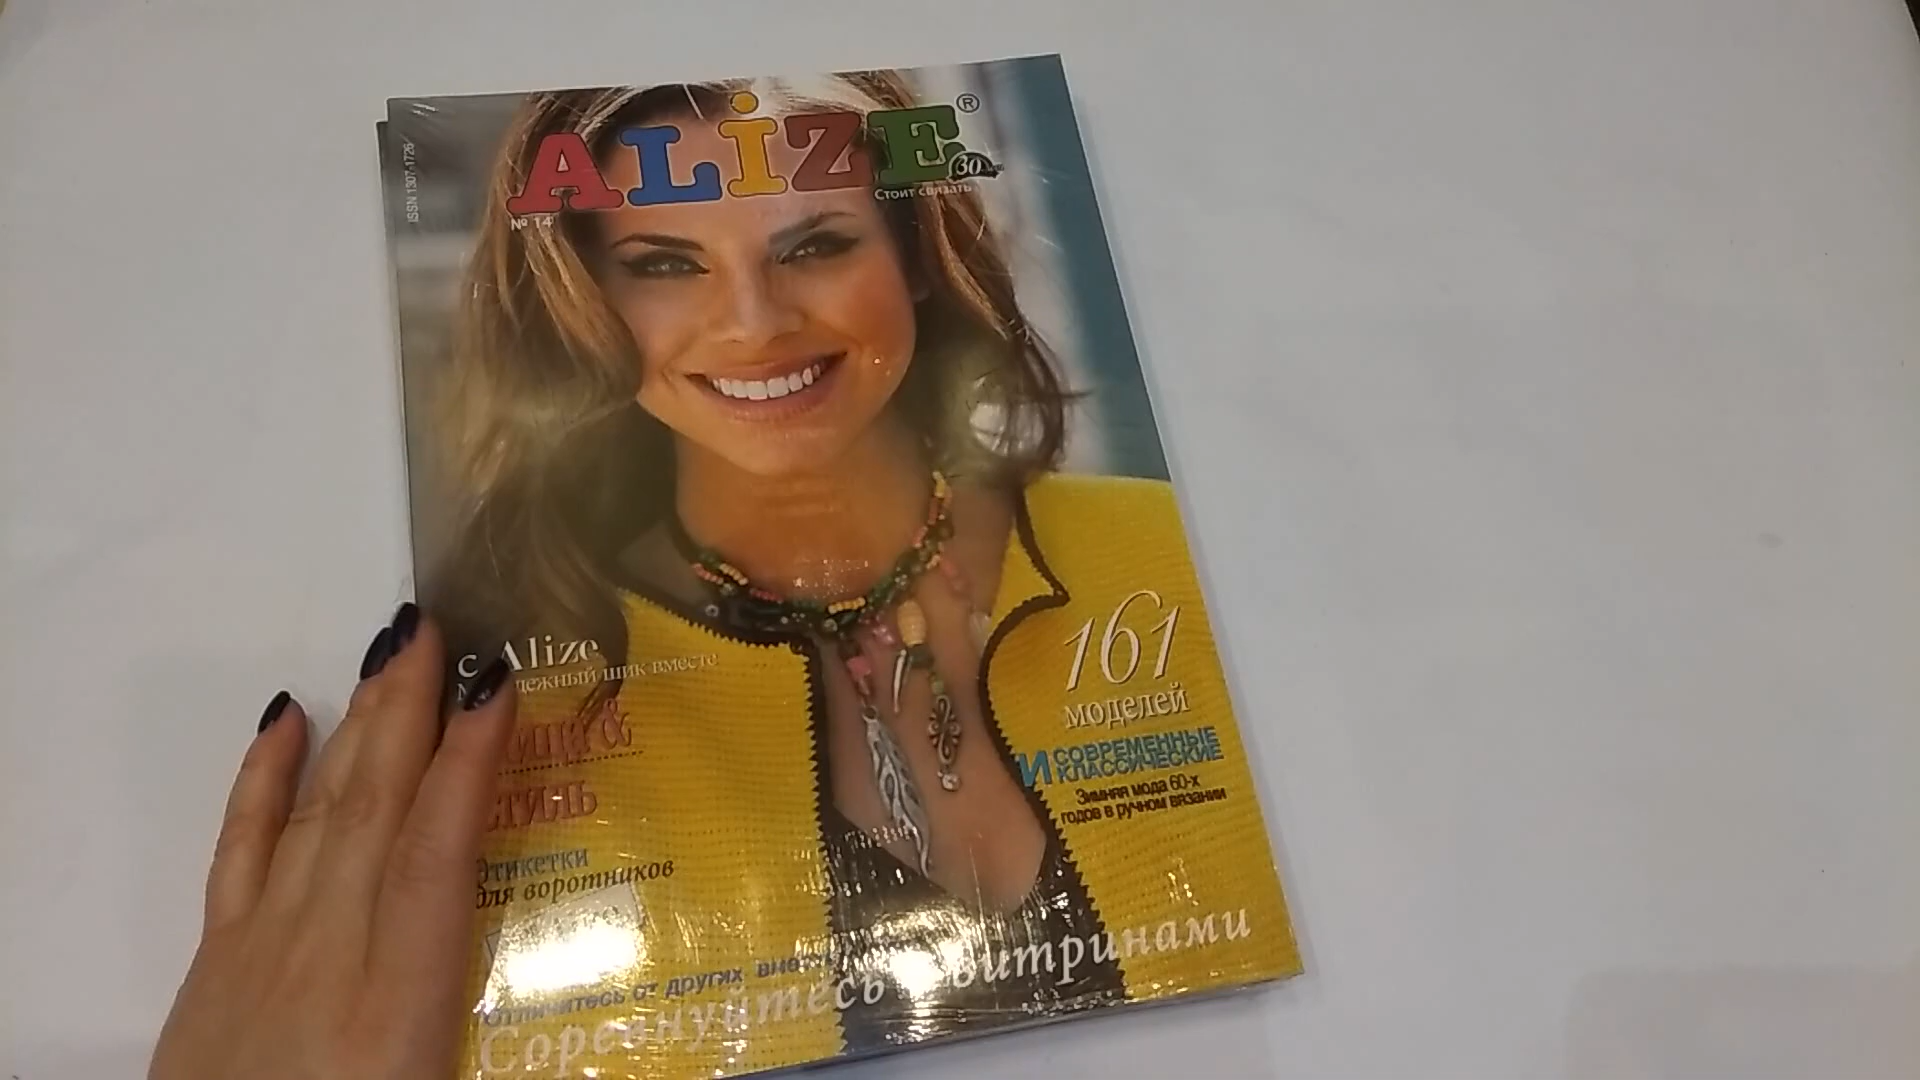 ISSN 1307-1726
ALiZE®
30
Стоит связать
№ 14
с Alize
шик вместе
&
стиль
Этикетки
для воротников
161
моделей
И СОВРЕМЕННЫЕ
КЛАССИЧЕСКИЕ
Зимняя мода 60-х
годов в ручном вязании
Отличитесь от других вместе
Соревнуйтесь с витринами